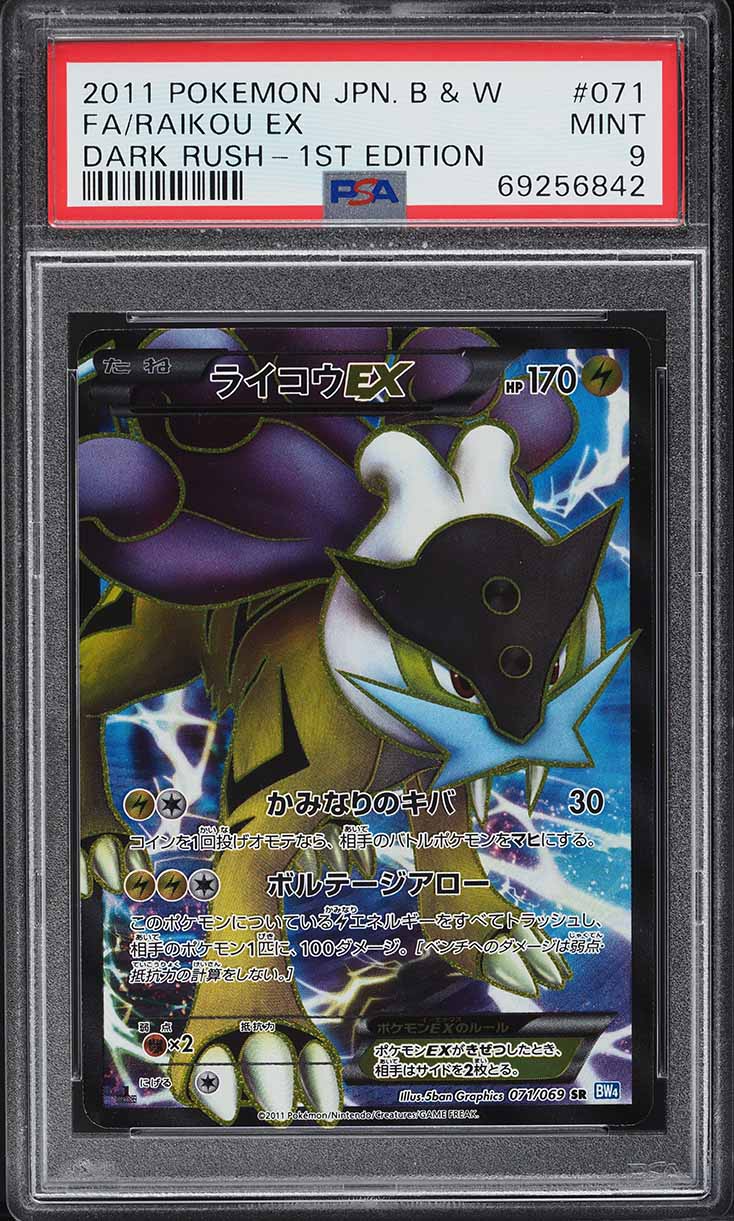 2011 POKEMON JPN. B & W #071
FA/RAIKOU EX MINT
DARK RUSH - 1ST EDITION 9
PSA 69256842
たね ライコウEX HP170
かみなりのキバ 30
コインを1回投げオモテなら、相手のバトルポケモンをマヒにする。
ボルテージアロー
このポケモンについているエネルギーをすべてトラッシュし、
相手のポケモン1匹に、100ダメージ。[ベンチへのダメージは弱点・
抵抗力の計算をしない。]
弱点 抵抗力 ポケモンEXのルール
×2 ポケモンEXがきぜつしたとき、
にげる 相手はサイドを2枚とる。
Illus.5ban Graphics 071/069 SR BW4
©2011 Pokémon/Nintendo/Creatures/GAME FREAK.